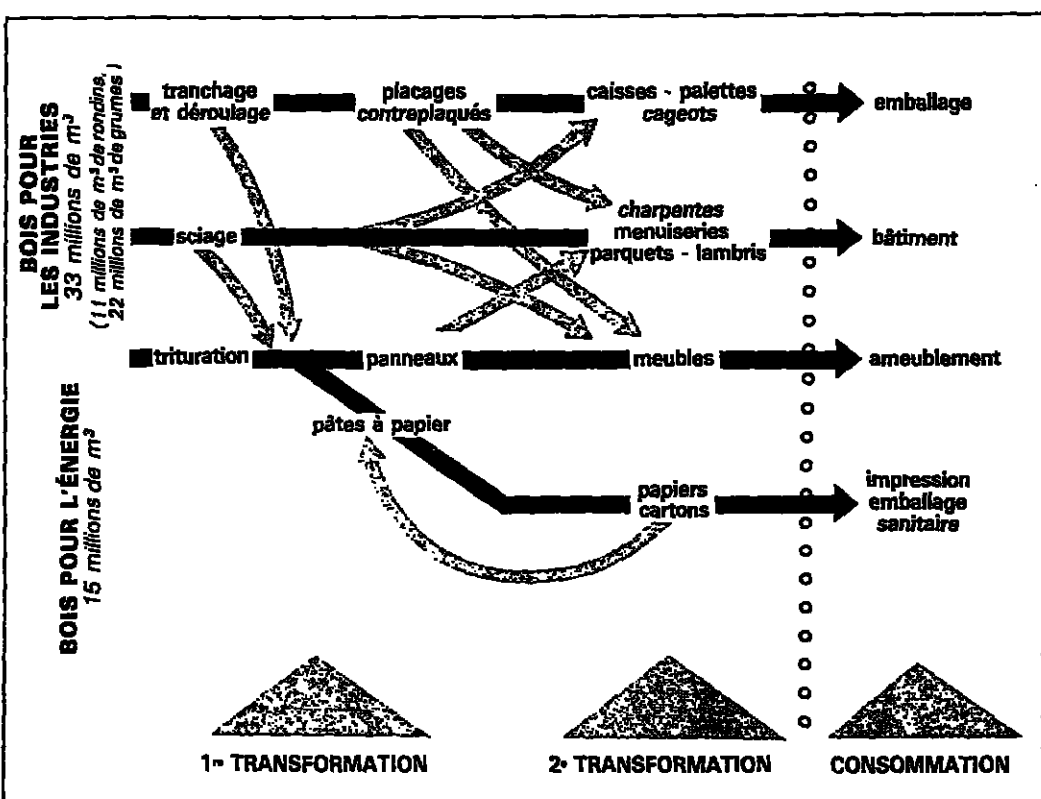 BOIS POUR
LES INDUSTRIES
33 millions de m³
(11 millions de m³ de rondins,
22 millions de m³ de grumes)
BOIS POUR L'ÉNERGIE
15 millions de m³
tranchage
et déroulage
placages
contreplaqués
caisses - palettes
cageots
emballage
sciage
charpentes
menuiseries
parquets - lambris
bâtiment
trituration
panneaux
meubles
ameublement
pâtes à papier
papiers
cartons
impression
emballage
sanitaire
1re TRANSFORMATION
2e TRANSFORMATION
CONSOMMATION